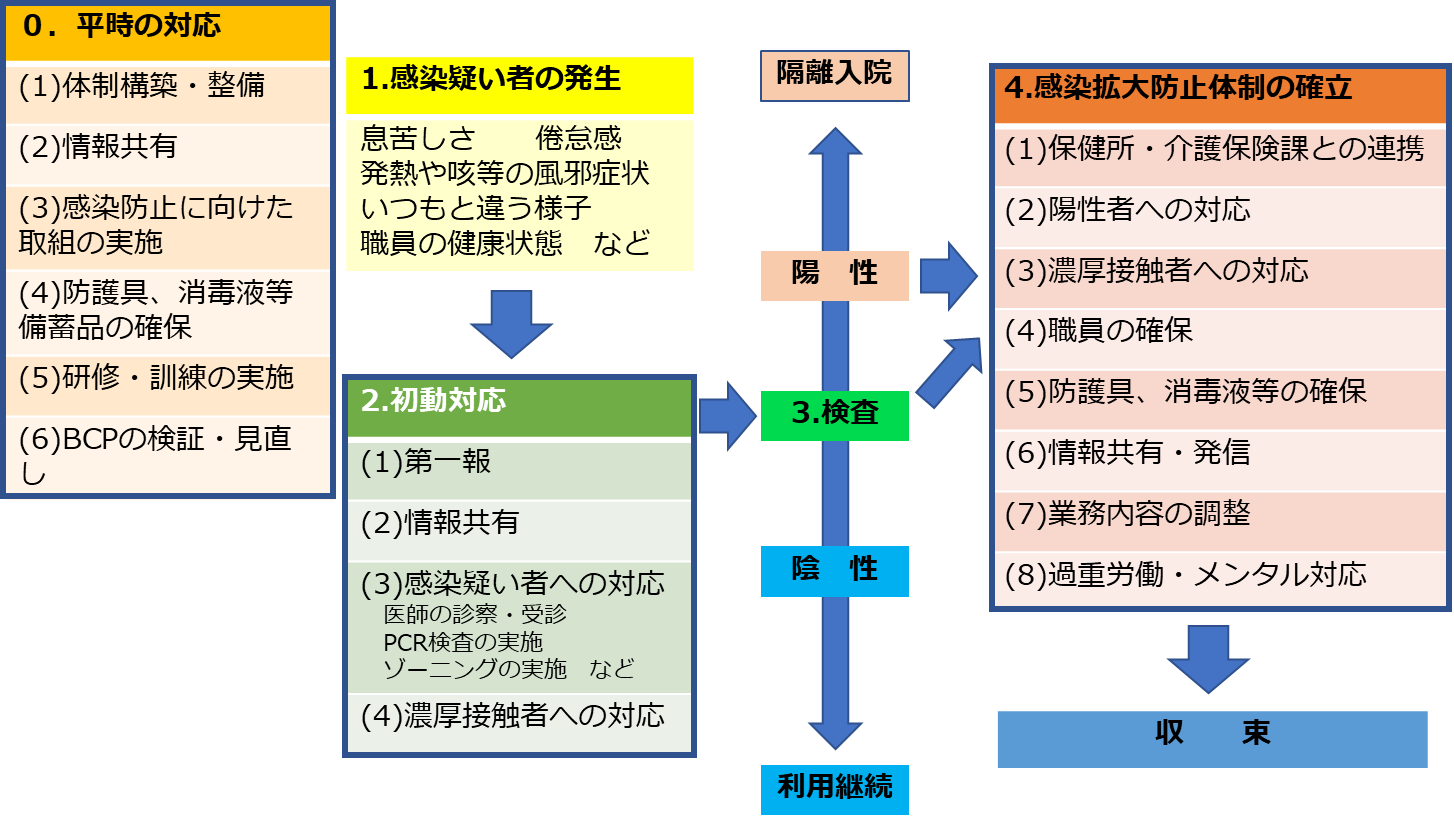 ０．平時の対応
(1)体制構築・整備
(2)情報共有
(3)感染防止に向けた
取組の実施
(4)防護具、消毒液等
備蓄品の確保
(5)研修・訓練の実施
(6)BCPの検証・見直
し
1.感染疑い者の発生
息苦しさ　　倦怠感
発熱や咳等の風邪症状
いつもと違う様子
職員の健康状態　など
2.初動対応
(1)第一報
(2)情報共有
(3)感染疑い者への対応
医師の診察・受診
PCR検査の実施
ゾーニングの実施　など
(4)濃厚接触者への対応
隔離入院
陽　性
3.検査
陰　性
利用継続
4.感染拡大防止体制の確立
(1)保健所・介護保険課との連携
(2)陽性者への対応
(3)濃厚接触者への対応
(4)職員の確保
(5)防護具、消毒液等の確保
(6)情報共有・発信
(7)業務内容の調整
(8)過重労働・メンタル対応
収　　束